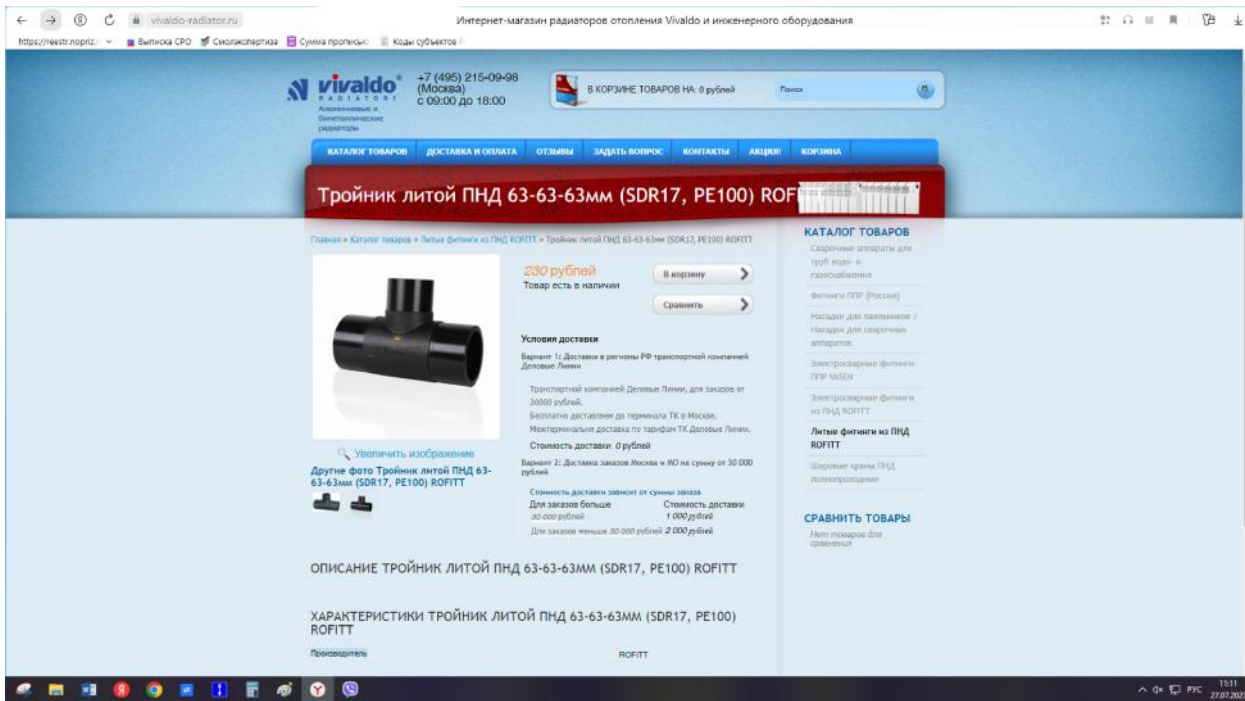 vivaldo-radiator.ru
Интернет-магазин радиаторов отопления Vivaldo и инженерного оборудования
https://reestr.nopriz.
Выписка СРО
Смолэкспертиза
Сумма прописью
Коды субъектов
vivaldo
RADIATORI
Алюминиевые и
биметаллические
радиаторы
+7 (495) 215-09-98
(Москва)
с 09:00 до 18:00
В КОРЗИНЕ ТОВАРОВ НА: 0 рублей
Поиск
КАТАЛОГ ТОВАРОВ
ДОСТАВКА И ОПЛАТА
ОТЗЫВЫ
ЗАДАТЬ ВОПРОС
КОНТАКТЫ
АКЦИЯ!
КОРЗИНА
Тройник литой ПНД 63-63-63мм (SDR17, PE100) ROFI
Главная » Каталог товаров » Литые фитинги из ПНД ROFITT » Тройник литой ПНД 63-63-63мм (SDR17, PE100) ROFITT
230 рублей
Товар есть в наличии
В корзину
Сравнить
Условия доставки
Вариант 1: Доставка в регионы РФ транспортной компанией
Деловые Линии
Транспортной компанией Деловые Линии, для заказов от
30000 рублей.
Бесплатно доставляем до терминала ТК в Москве.
Межтерминальная доставка по тарифам ТК Деловые Линии.
Стоимость доставки: 0 рублей
Вариант 2: Доставка заказов Москва и МО на сумму от 30 000
рублей
Стоимость доставки зависит от суммы заказа
Для заказов больше Стоимость доставки
30 000 рублей 1 000 рублей
Для заказов меньше 30 000 рублей 2 000 рублей
Увеличить изображение
Другие фото Тройник литой ПНД 63-
63-63мм (SDR17, PE100) ROFITT
ОПИСАНИЕ ТРОЙНИК ЛИТОЙ ПНД 63-63-63ММ (SDR17, PE100) ROFITT
ХАРАКТЕРИСТИКИ ТРОЙНИК ЛИТОЙ ПНД 63-63-63ММ (SDR17, PE100)
ROFITT
Производитель ROFITT
КАТАЛОГ ТОВАРОВ
Сварочные аппараты для
труб водо- и
газоснабжения
Фитинги ППР (Россия)
Насадки для паяльников /
Насадки для сварочных
аппаратов
Электросварные фитинги
ППР VASEN
Электросварные фитинги
из ПНД ROFITT
Литые фитинги из ПНД
ROFITT
Шаровые краны ПНД
полнопроходные
СРАВНИТЬ ТОВАРЫ
Нет товаров для
сравнения
РУС
11:11
27.07.202